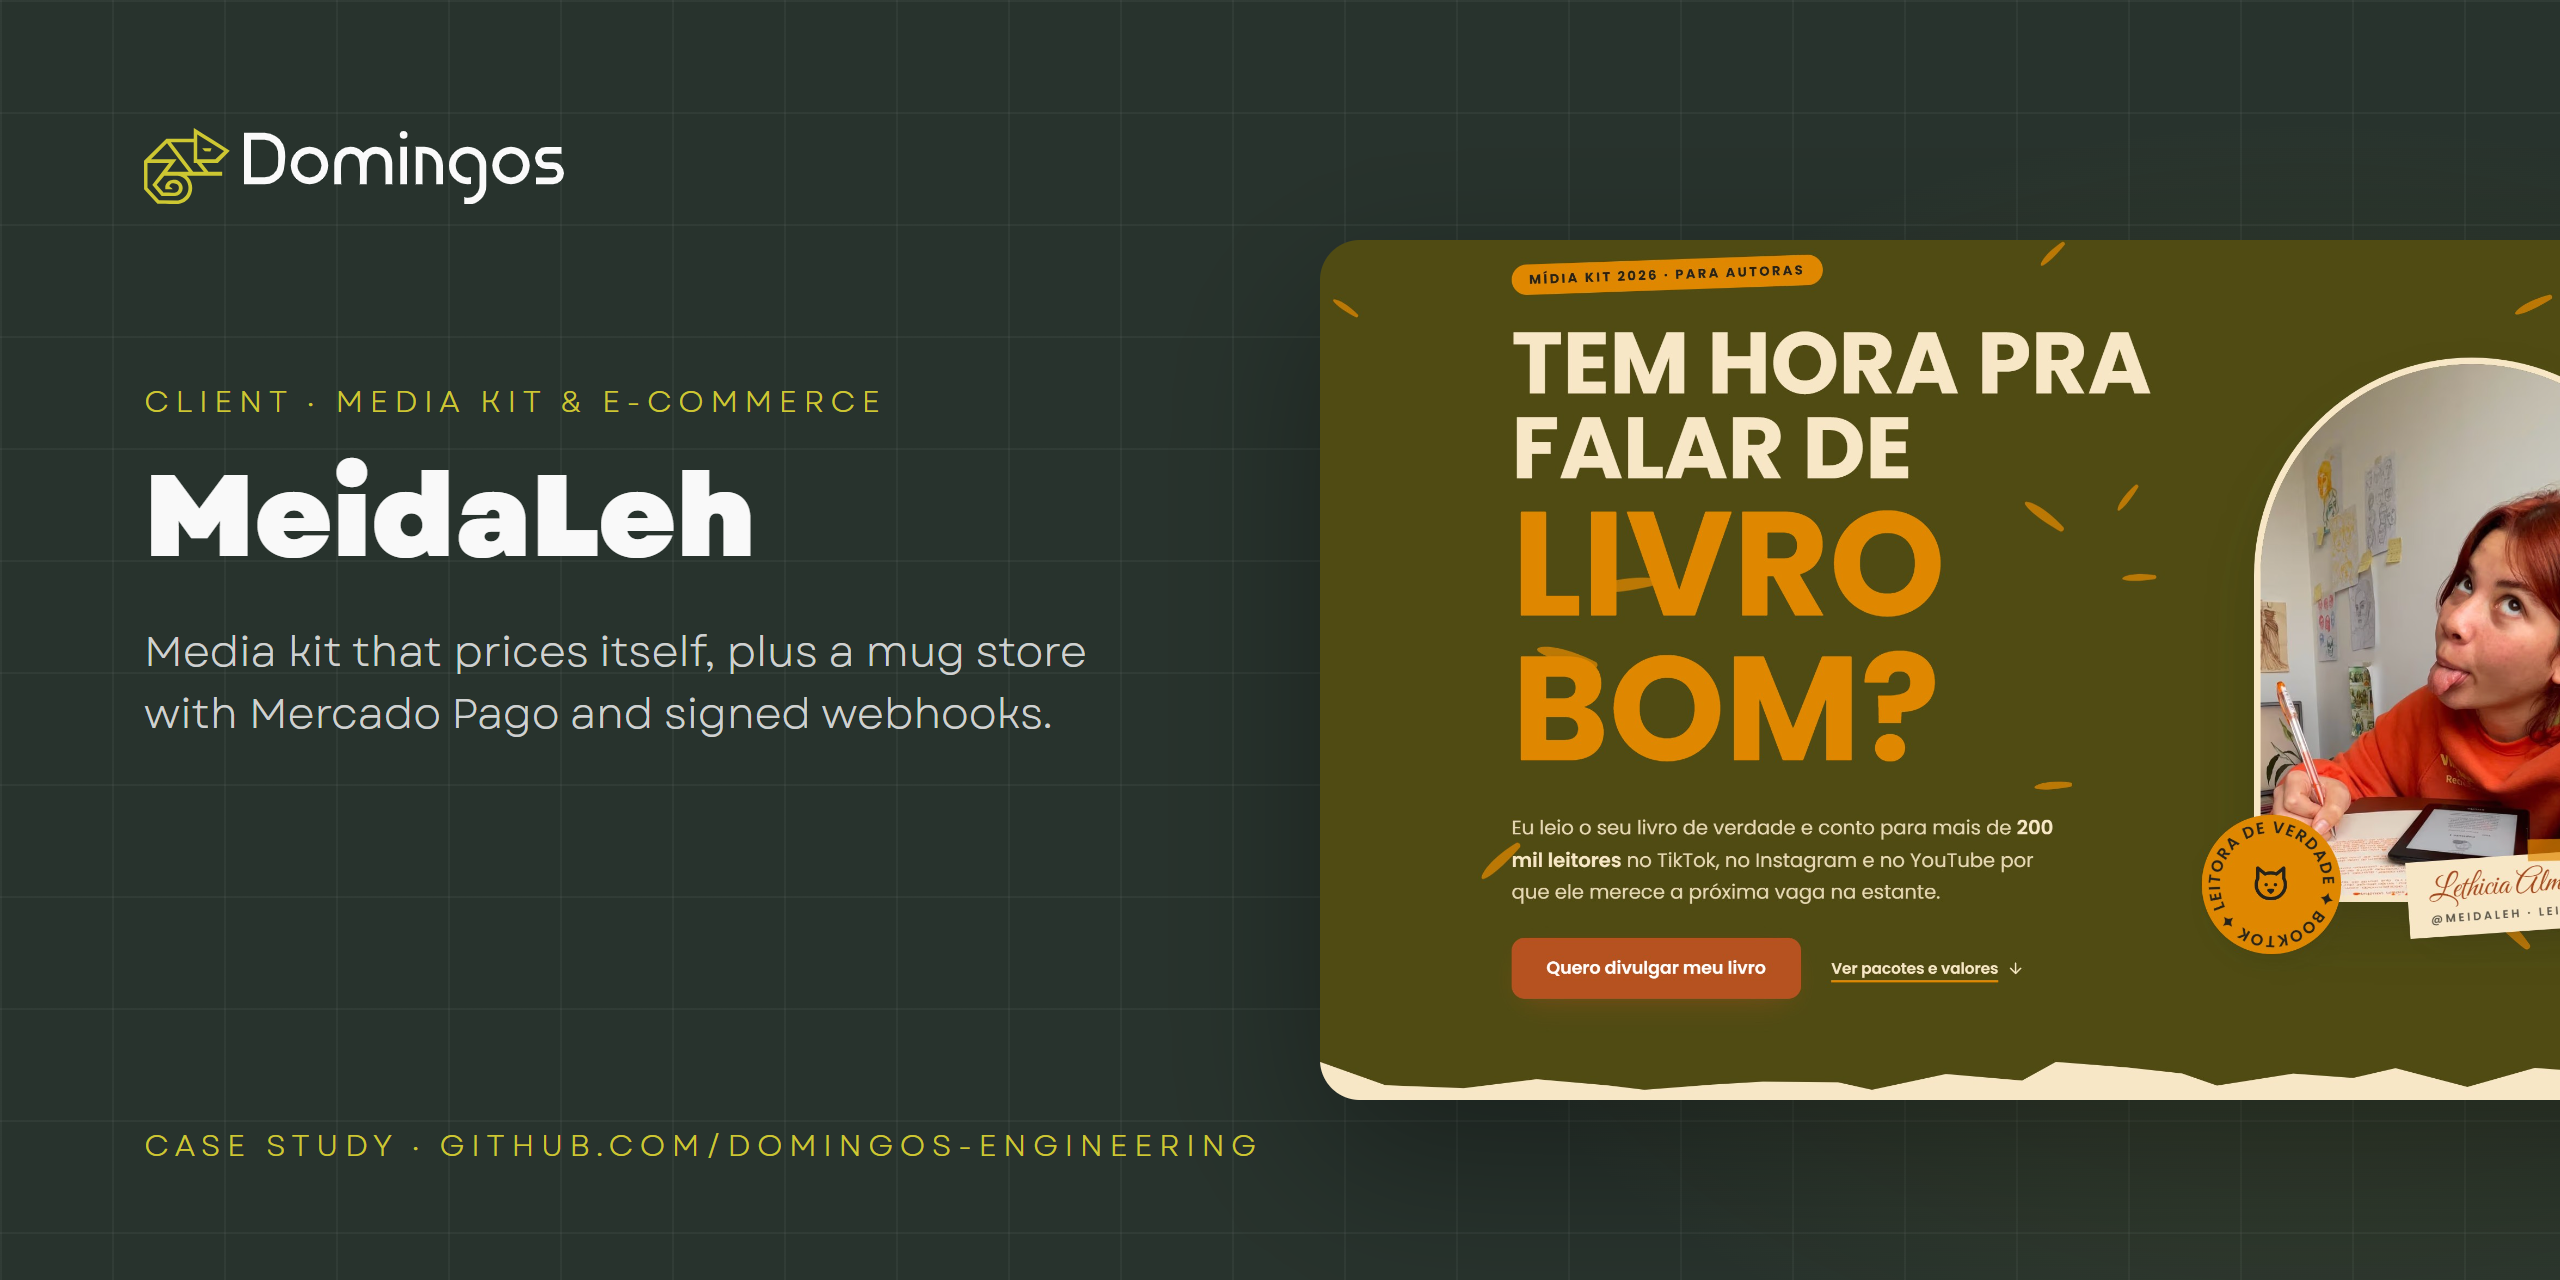 Domingos
CLIENT · MEDIA KIT & E-COMMERCE
MeidaLeh
Media kit that prices itself, plus a mug store
with Mercado Pago and signed webhooks.
CASE STUDY · GITHUB.COM/DOMINGOS-ENGINEERING
MÍDIA KIT 2026 · PARA AUTORAS
TEM HORA PRA
FALAR DE
LIVRO
BOM?
Eu leio o seu livro de verdade e conto para mais de 200
mil leitores no TikTok, no Instagram e no YouTube por
que ele merece a próxima vaga na estante.
Quero divulgar meu livro
Ver pacotes e valores ↓
LEITORA DE VERDADE ✦ BOOKTOK ✦
Lethicia
@MEIDALEH ·